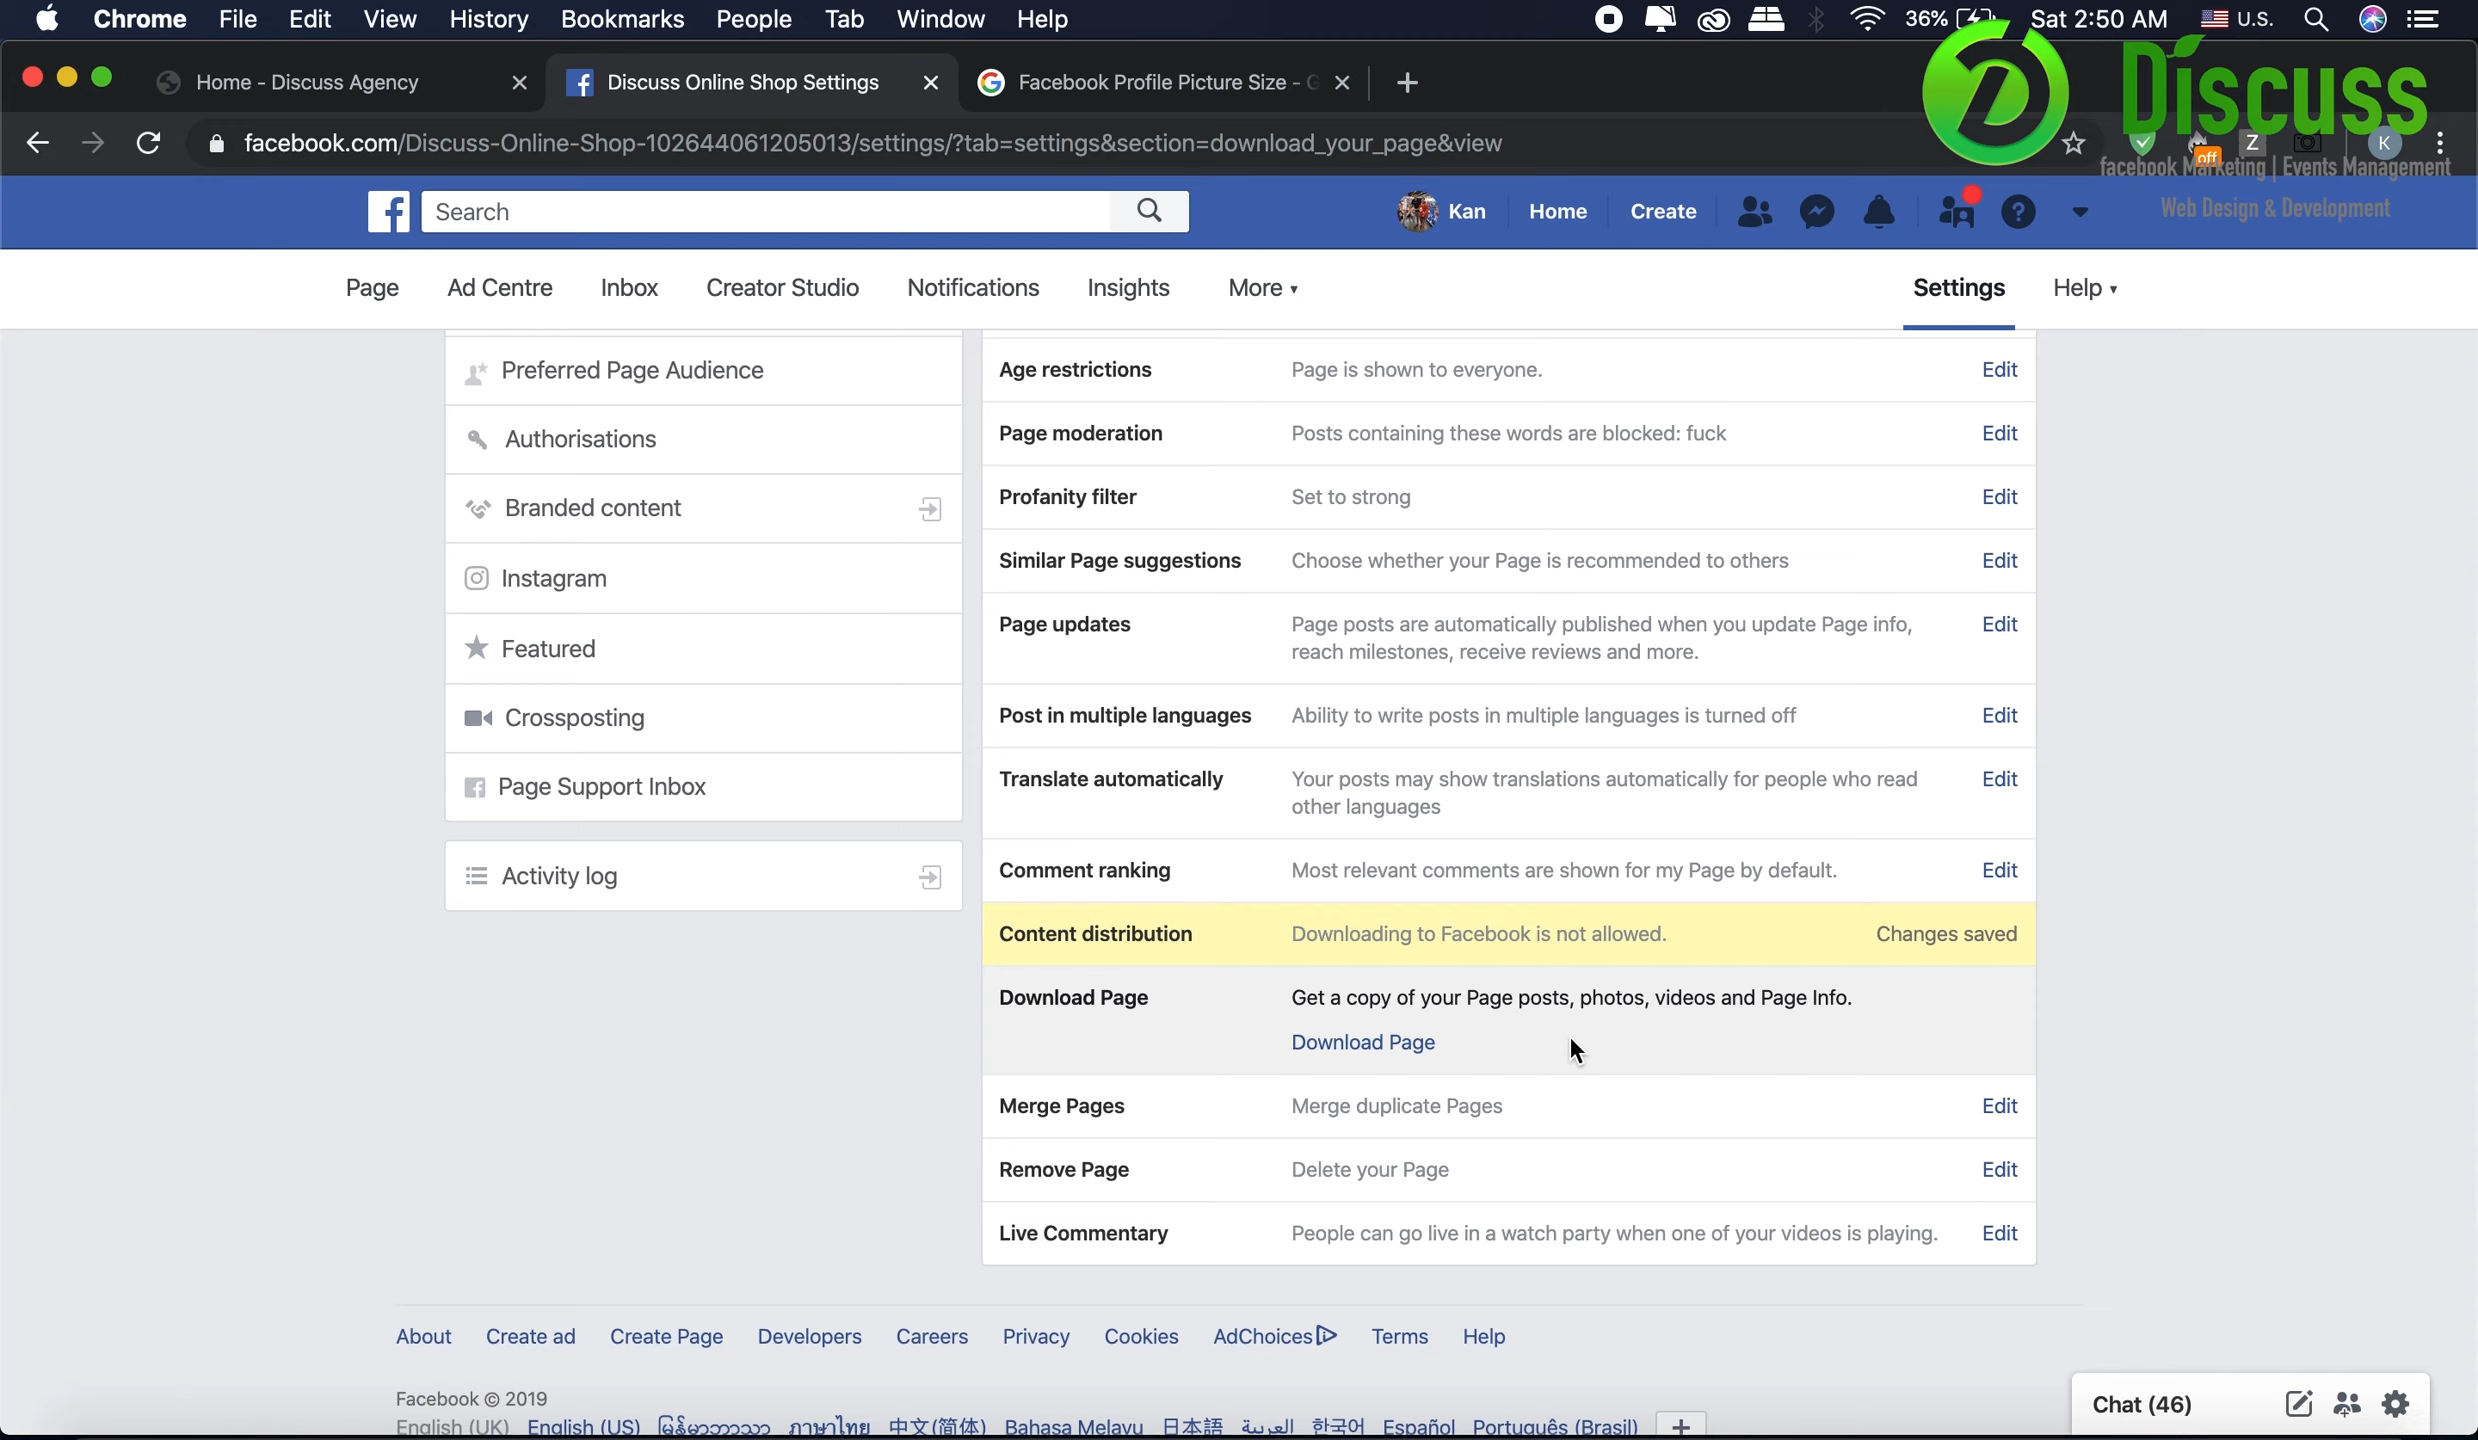 Chrome File Edit View History Bookmarks People Tab Window Help 36% Sat 2:50 AM U.S.
Home - Discuss Agency Discuss Online Shop Settings Facebook Profile Picture Size - G
Discuss
facebook.com/Discuss-Online-Shop-102644061205013/settings/?tab=settings&section=download_your_page&view
off Z K
facebook Marketing | Events Management
Web Design & Development
Search Kan Home Create
Page Ad Centre Inbox Creator Studio Notifications Insights More Settings Help
Preferred Page Audience
Authorisations
Branded content
Instagram
Featured
Crossposting
Page Support Inbox
Activity log
Age restrictions Page is shown to everyone. Edit
Page moderation Posts containing these words are blocked: fuck Edit
Profanity filter Set to strong Edit
Similar Page suggestions Choose whether your Page is recommended to others Edit
Page updates Page posts are automatically published when you update Page info, Edit
reach milestones, receive reviews and more.
Post in multiple languages Ability to write posts in multiple languages is turned off Edit
Translate automatically Your posts may show translations automatically for people who read Edit
other languages
Comment ranking Most relevant comments are shown for my Page by default. Edit
Content distribution Downloading to Facebook is not allowed. Changes saved
Download Page Get a copy of your Page posts, photos, videos and Page Info.
Download Page
Merge Pages Merge duplicate Pages Edit
Remove Page Delete your Page Edit
Live Commentary People can go live in a watch party when one of your videos is playing. Edit
About Create ad Create Page Developers Careers Privacy Cookies AdChoices Terms Help
Facebook © 2019
English (UK) English (US) မြန်မာဘာသာ ภาษาไทย 中文(简体) Bahasa Melayu 日本語 العربية 한국어 Español Português (Brasil) +
Chat (46)